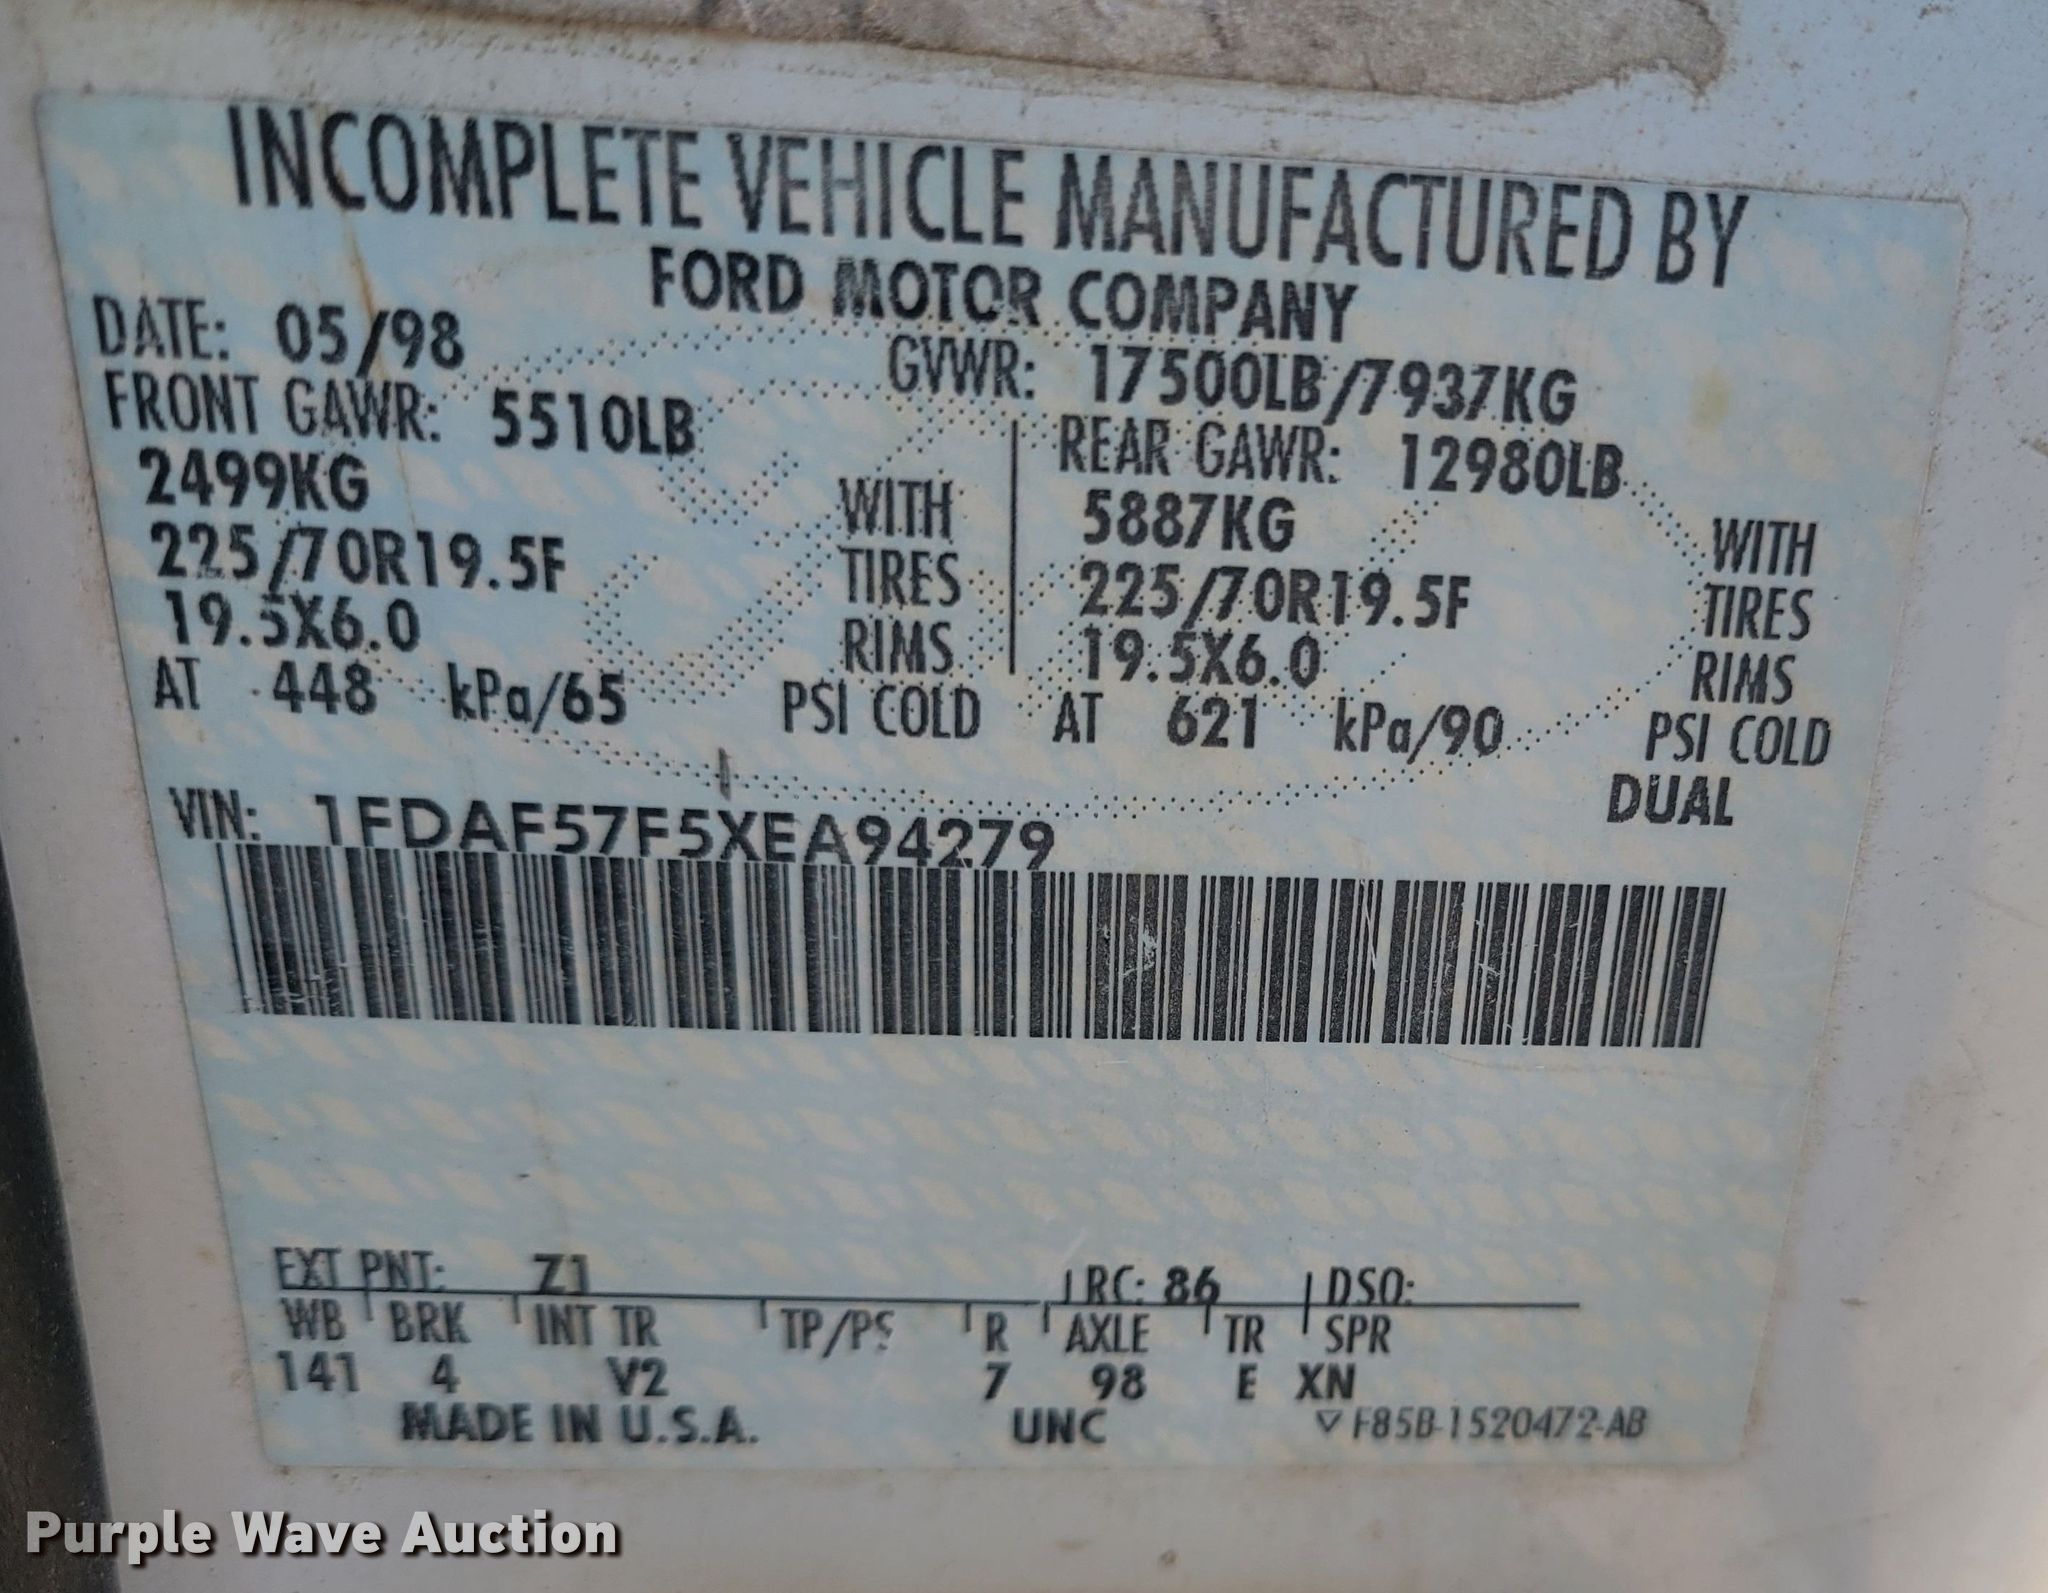 INCOMPLETE VEHICLE MANUFACTURED BY
FORD MOTOR COMPANY
DATE: 05/98 GVWR: 17500LB/7937KG
FRONT GAWR: 5510LB REAR GAWR: 12980LB
2499KG WITH 5887KG WITH
225/70R19.5F TIRES 225/70R19.5F TIRES
19.5X6.0 RIMS 19.5X6.0 RIMS
AT 448 kPa/65 PSI COLD AT 621 kPa/90 PSI COLD
DUAL
VIN: 1FDAF57F5XEA94279
EXT PNT: Z1 RC: 86 DSO:
WB BRK INT TR TP/PS R AXLE TR SPR
141 4 V2 7 98 E XN
MADE IN U.S.A. UNC ▽ F85B-1520472-AB
Purple Wave Auction